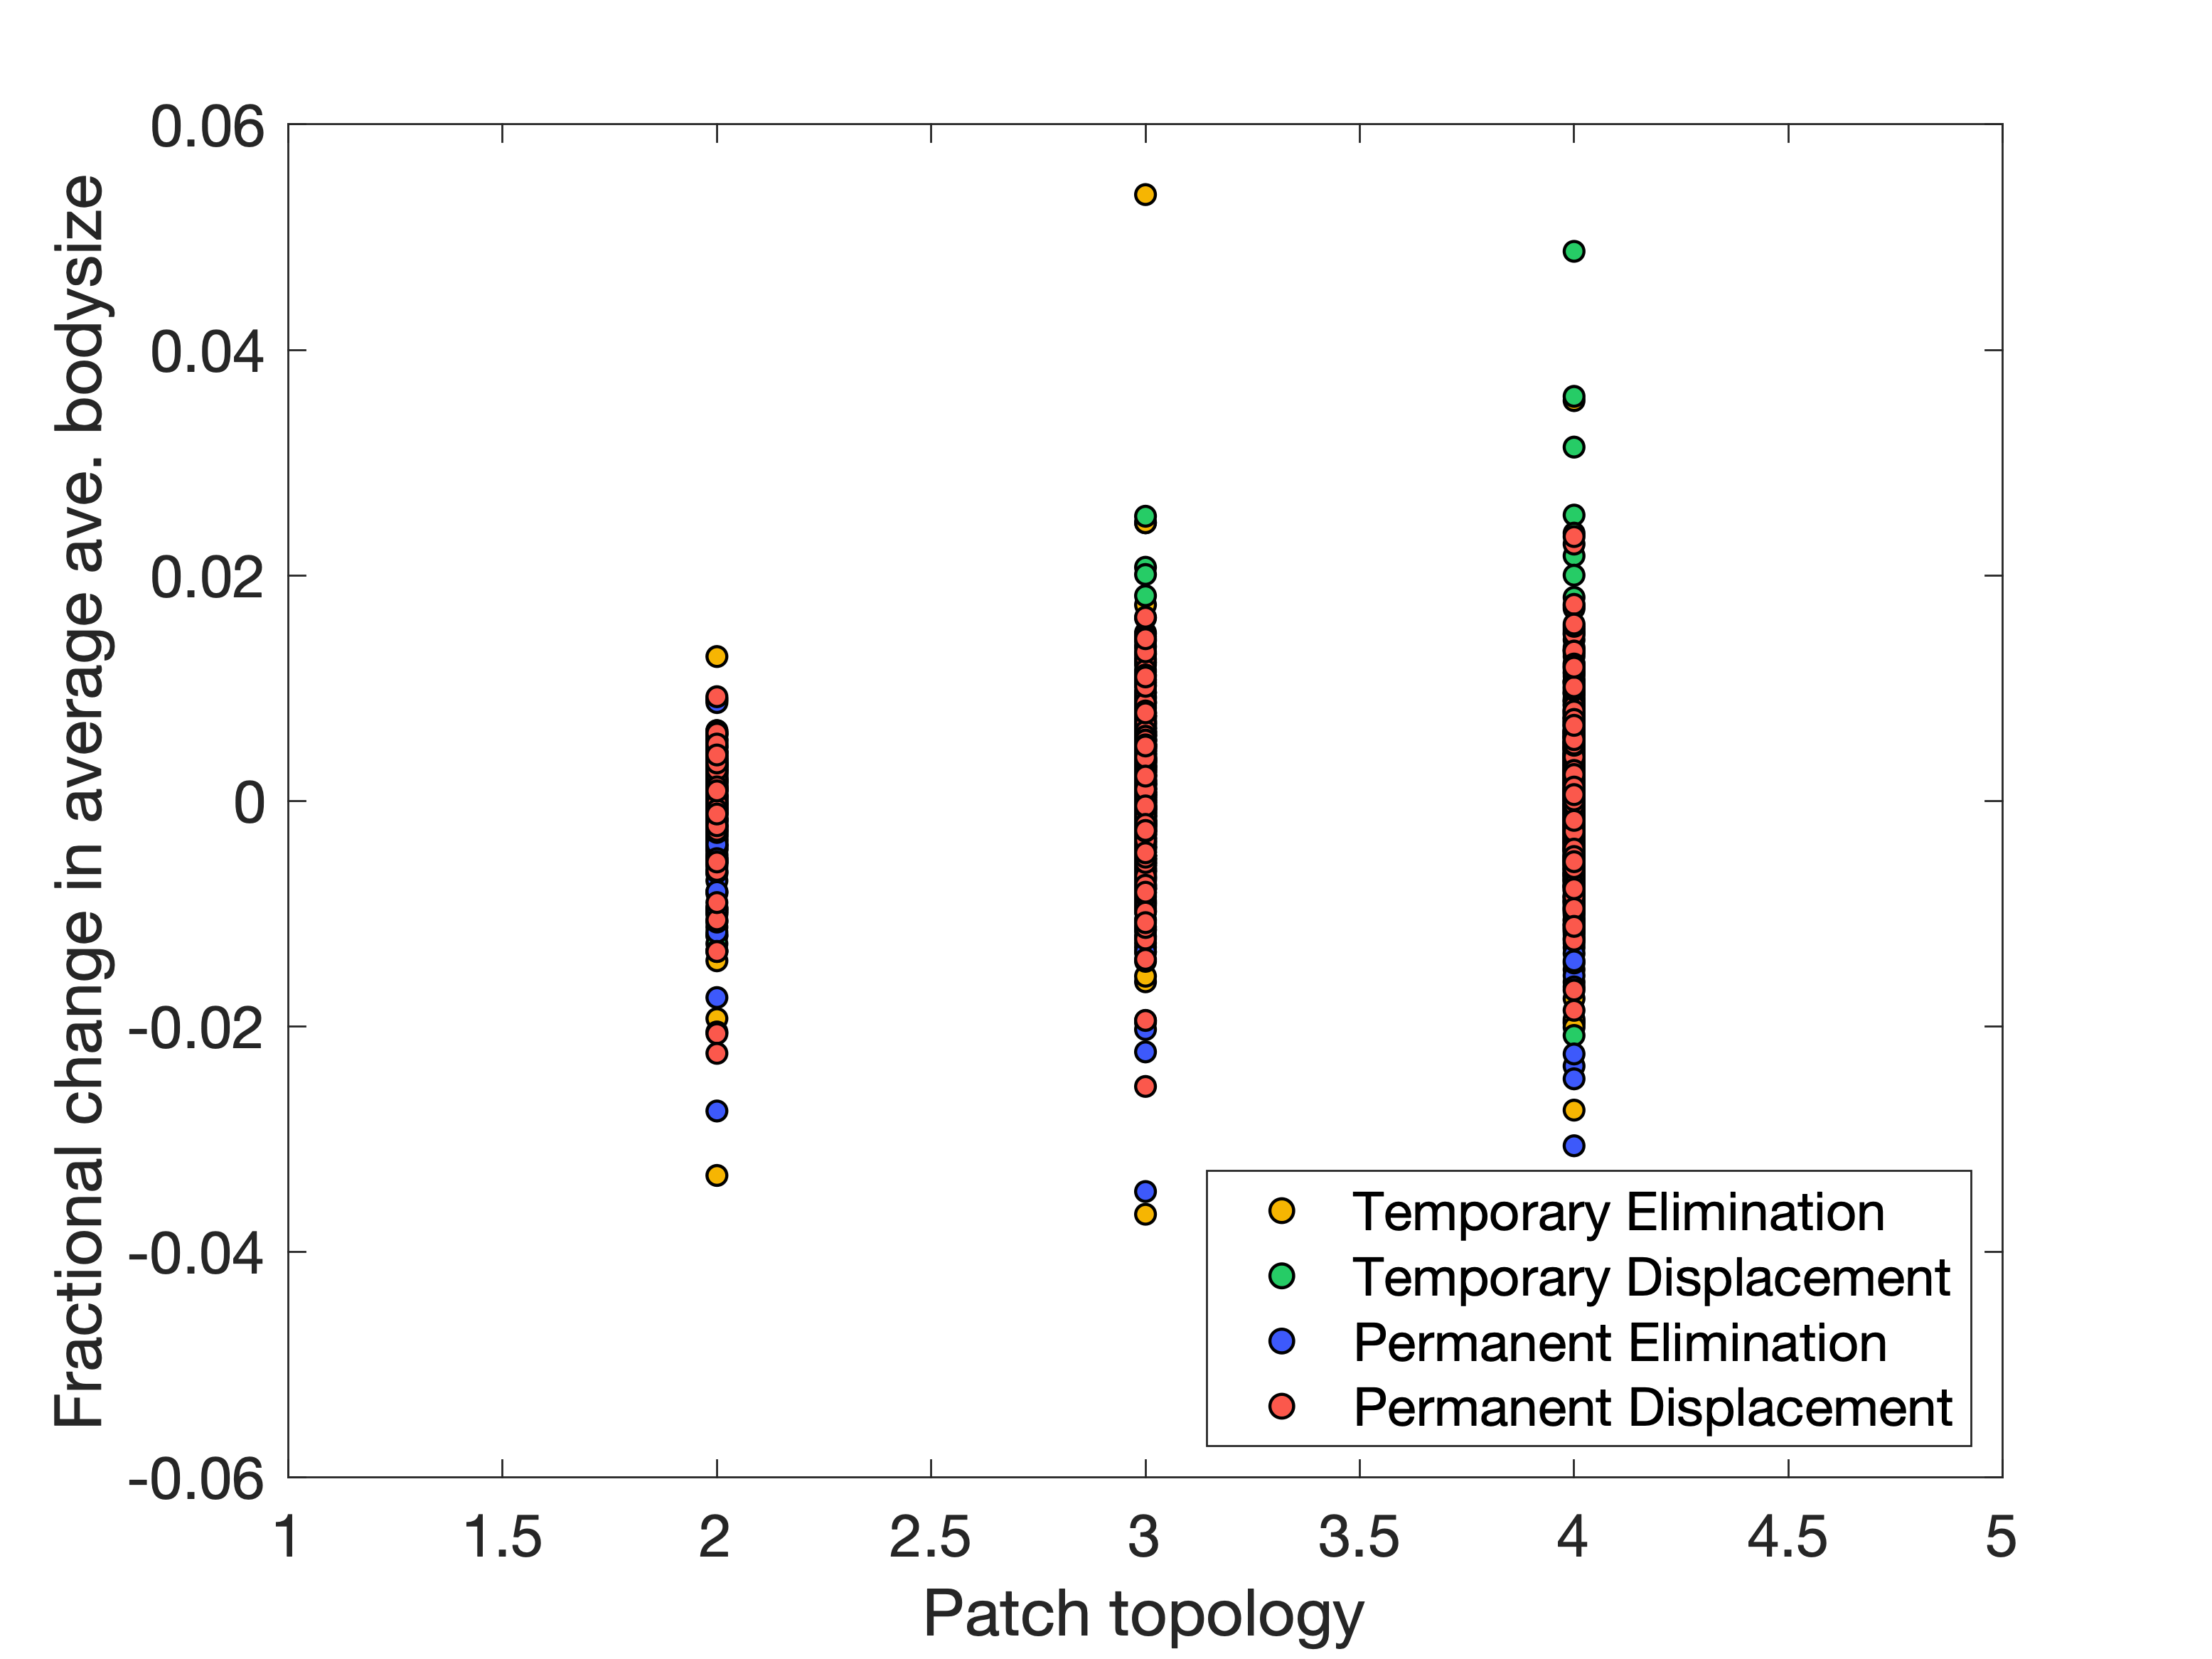 Fractional change in average ave. bodysize
0.06
0.04
0.02
0
-0.02
-0.04
-0.06
Temporary Elimination
Temporary Displacement
Permanent Elimination
Permanent Displacement
1 1.5 2 2.5 3 3.5 4 4.5 5
Patch topology